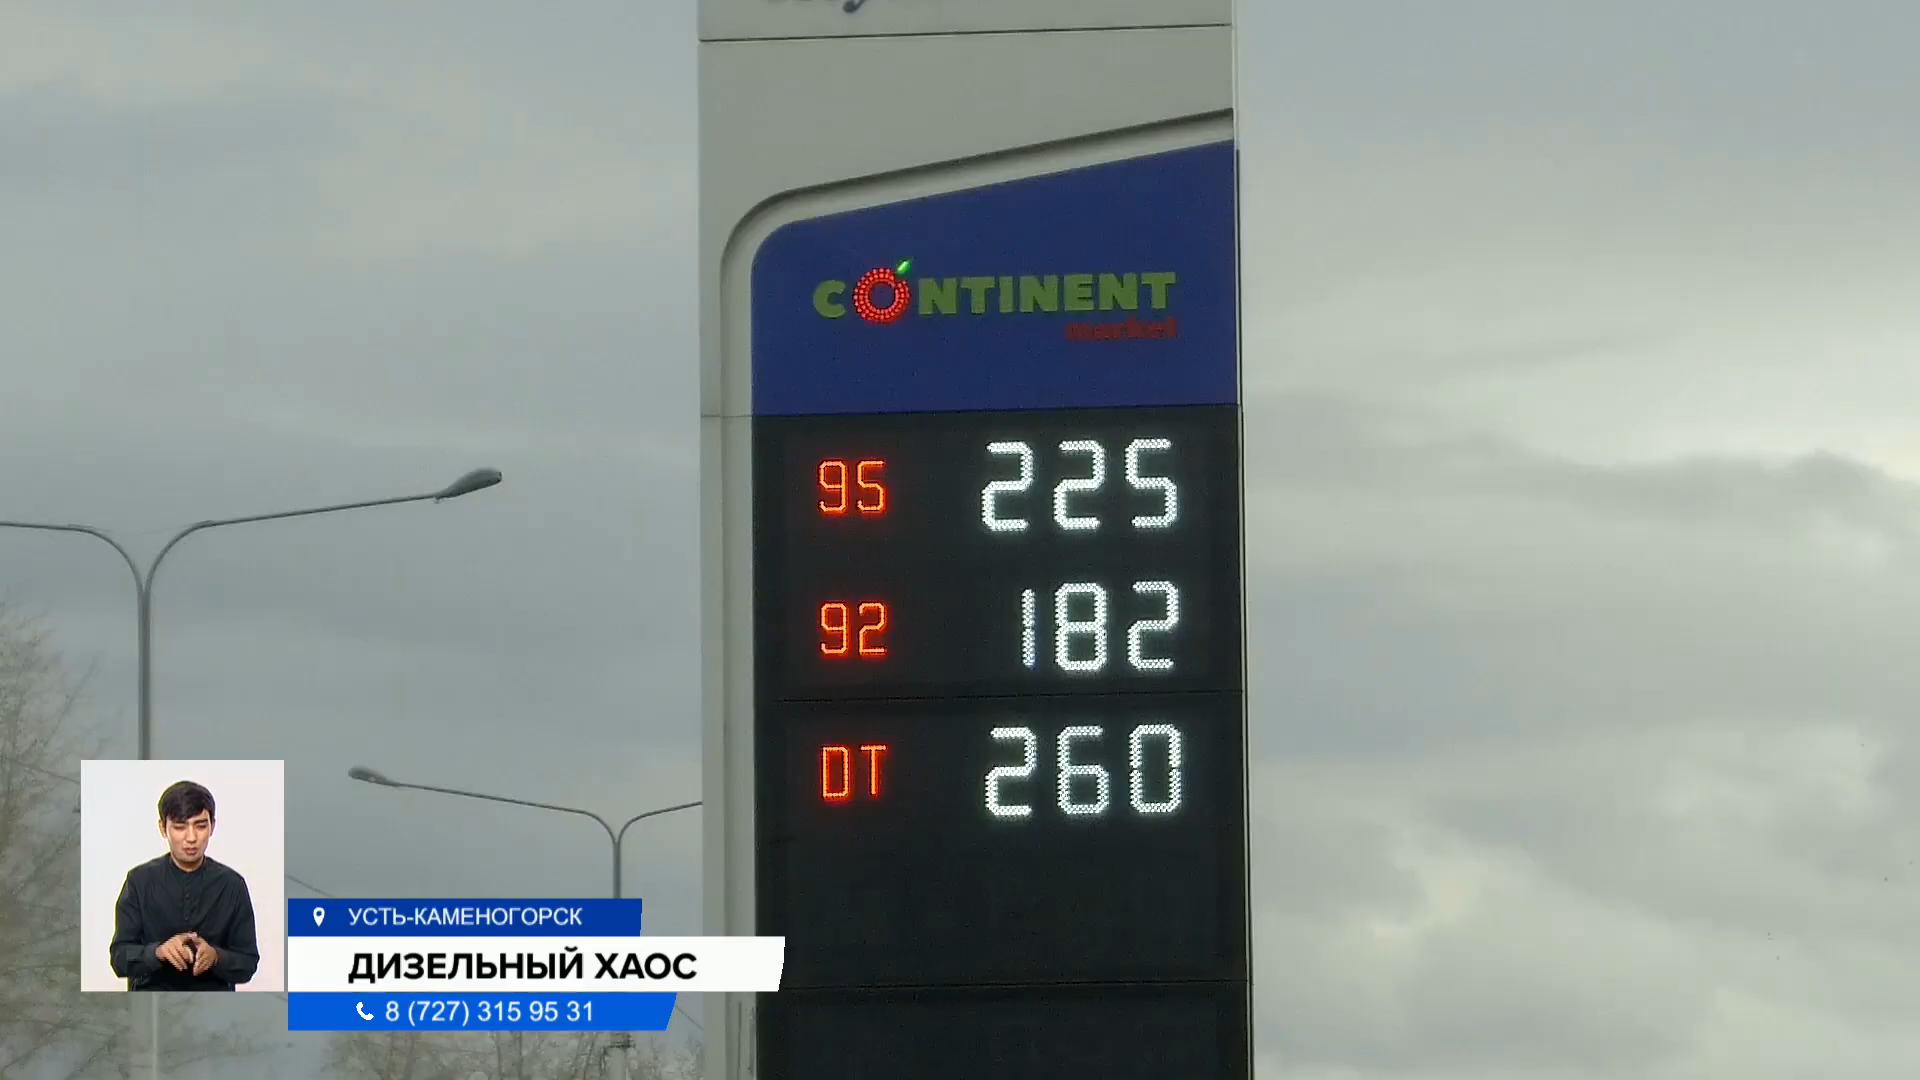 CONTINENT
market
95 225
92 182
DT 260
УСТЬ-КАМЕНОГОРСК
ДИЗЕЛЬНЫЙ ХАОС
8 (727) 315 95 31